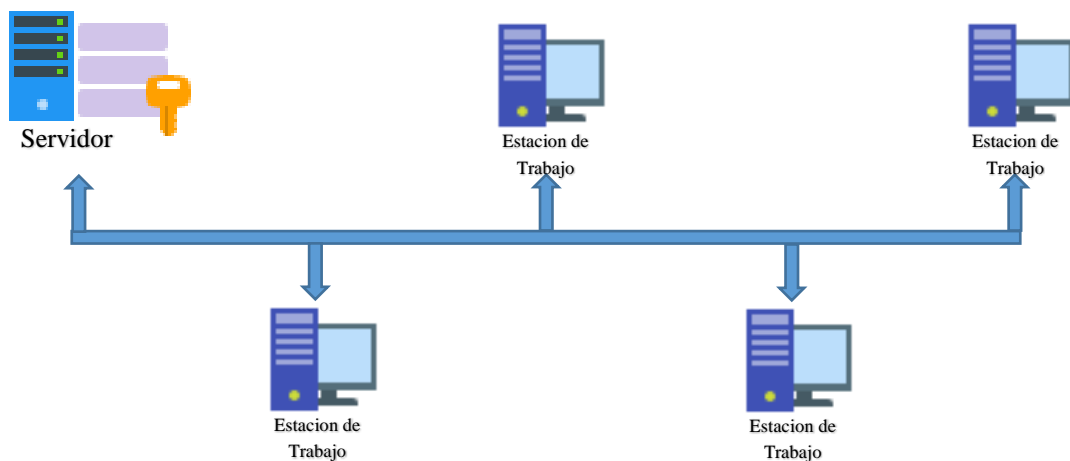 Servidor
Estacion de
Trabajo
Estacion de
Trabajo
Estacion de
Trabajo
Estacion de
Trabajo